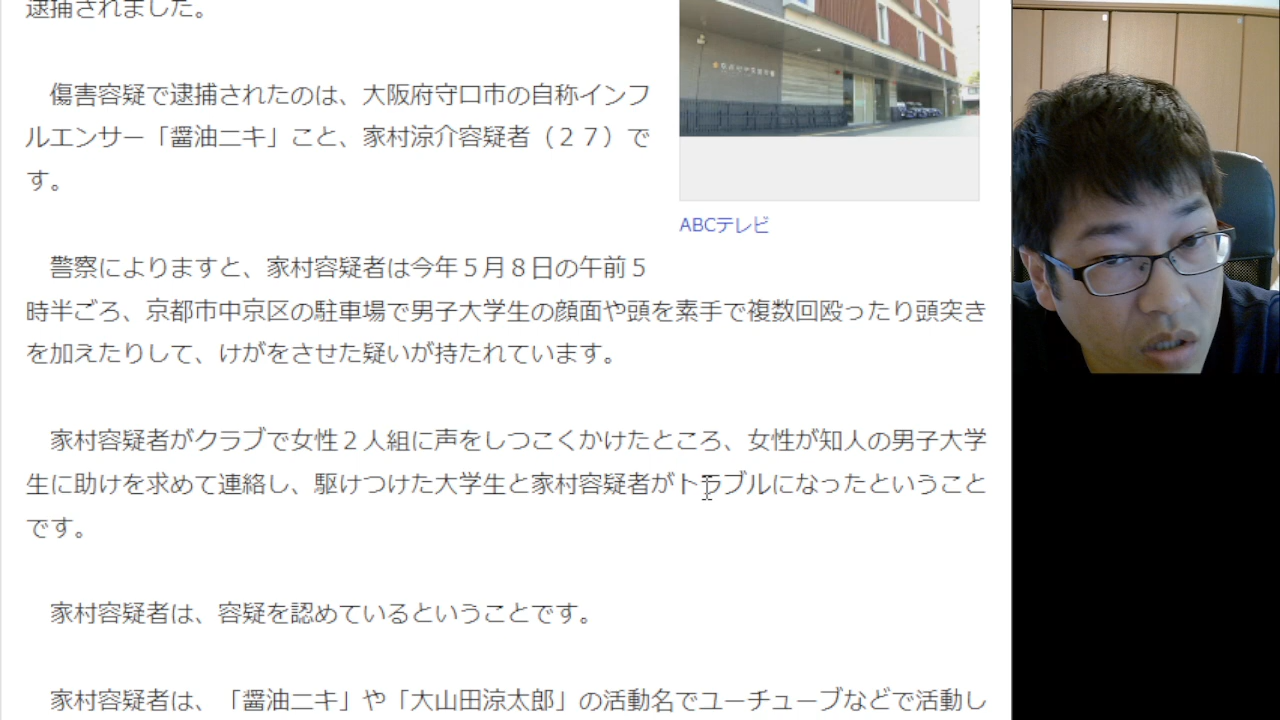 逮捕されました。
　傷害容疑で逮捕されたのは、大阪府守口市の自称インフ
ルエンサー「醤油ニキ」こと、家村涼介容疑者（２７）で
す。
ABCテレビ
　警察によりますと、家村容疑者は今年５月８日の午前５
時半ごろ、京都市中京区の駐車場で男子大学生の顔面や頭を素手で複数回殴ったり頭突き
を加えたりして、けがをさせた疑いが持たれています。
　家村容疑者がクラブで女性２人組に声をしつこくかけたところ、女性が知人の男子大学
生に助けを求めて連絡し、駆けつけた大学生と家村容疑者がトラブルになったということ
です。
　家村容疑者は、容疑を認めているということです。
　家村容疑者は、「醤油ニキ」や「大山田涼太郎」の活動名でユーチューブなどで活動し